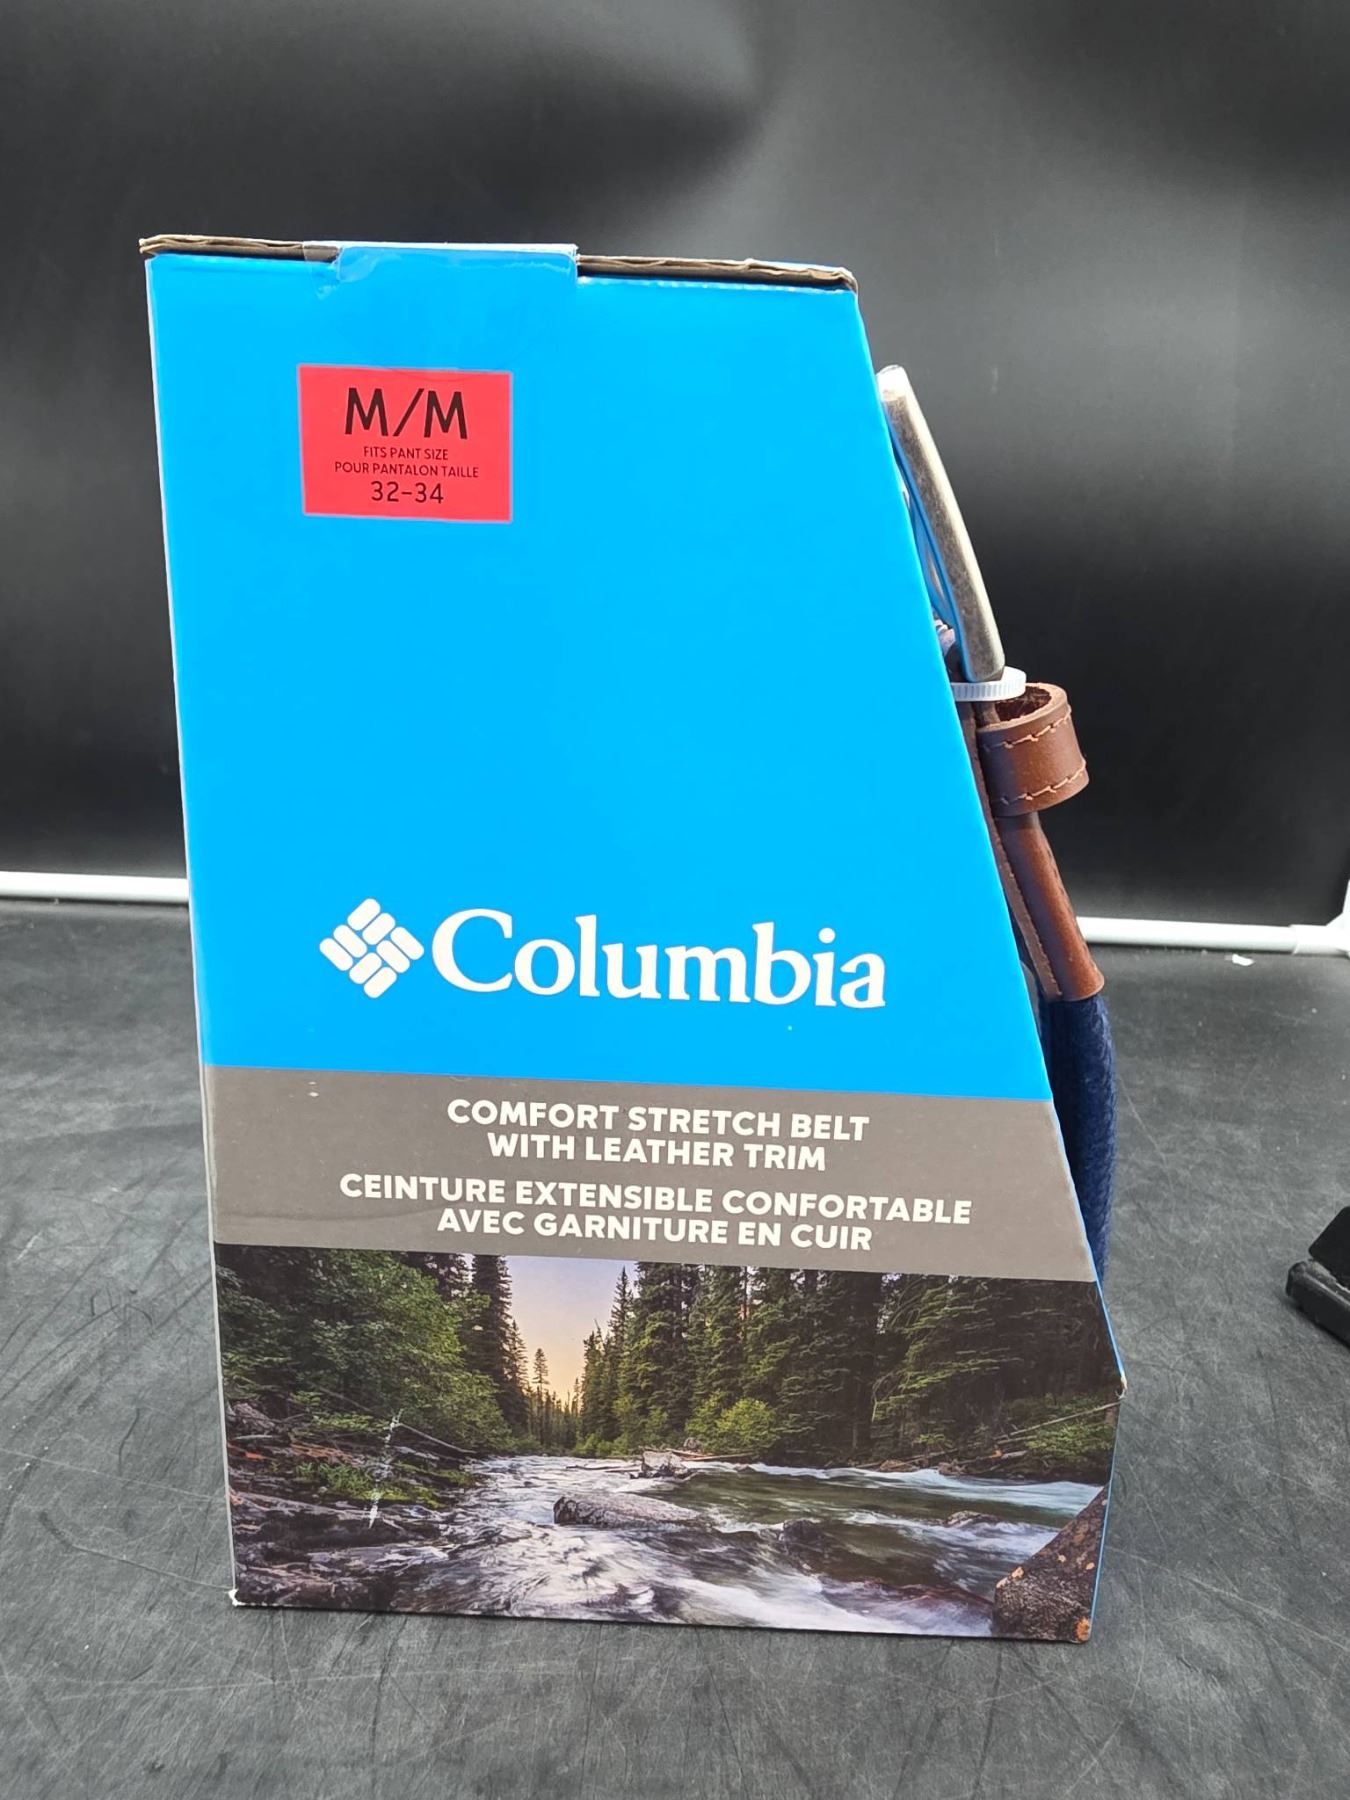 M/M
FITS PANT SIZE
POUR PANTALON TAILLE
32-34
Columbia
COMFORT STRETCH BELT
WITH LEATHER TRIM
CEINTURE EXTENSIBLE CONFORTABLE
AVEC GARNITURE EN CUIR